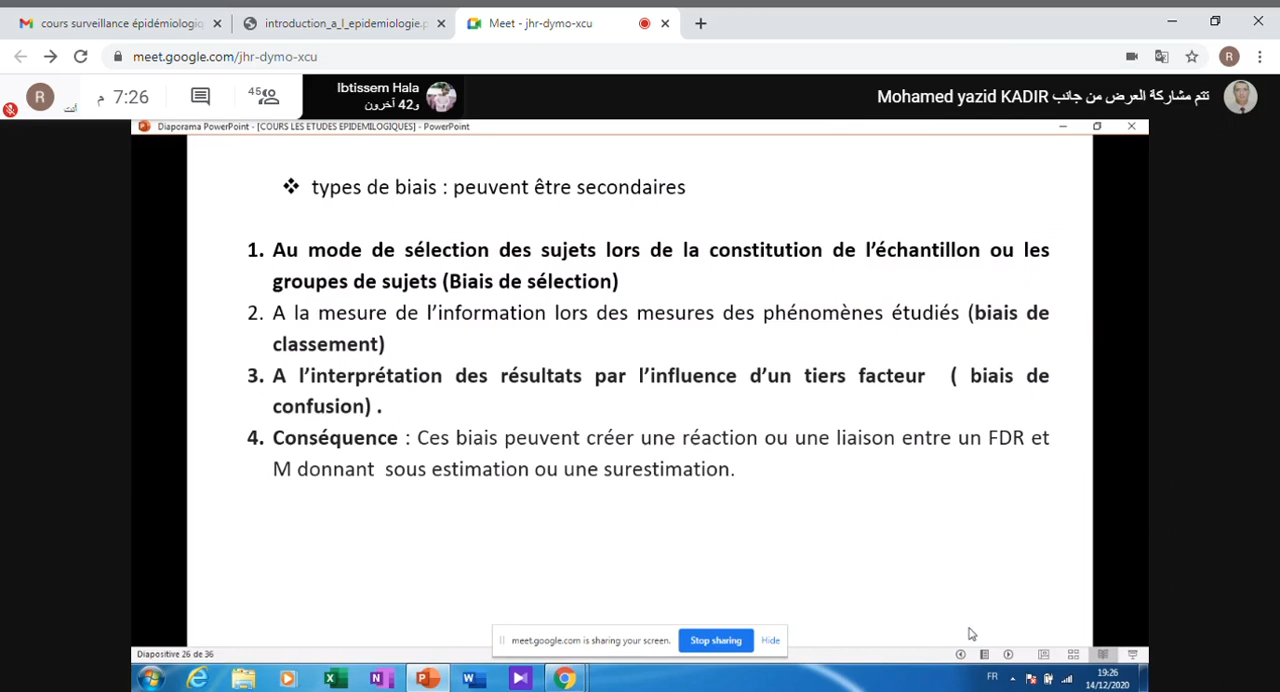 cours surveillance épidémiologi
introduction_a_l_epidemiologie.p
Meet - jhr-dymo-xcu
meet.google.com/jhr-dymo-xcu
R
R
أنت
7:26 م
45
Ibtissem Hala
و42 آخرون
تتم مشاركة العرض من جانب Mohamed yazid KADIR
Diaporama PowerPoint - [COURS LES ETUDES EPIDEMILOGIQUES] - PowerPoint
❖ types de biais : peuvent être secondaires
1. Au mode de sélection des sujets lors de la constitution de l’échantillon ou les
groupes de sujets (Biais de sélection)
2. A la mesure de l’information lors des mesures des phénomènes étudiés (biais de
classement)
3. A l’interprétation des résultats par l’influence d’un tiers facteur ( biais de
confusion) .
4. Conséquence : Ces biais peuvent créer une réaction ou une liaison entre un FDR et
M donnant sous estimation ou une surestimation.
meet.google.com is sharing your screen.
Stop sharing
Hide
Diapositive 26 de 36
FR
19:26
14/12/2020